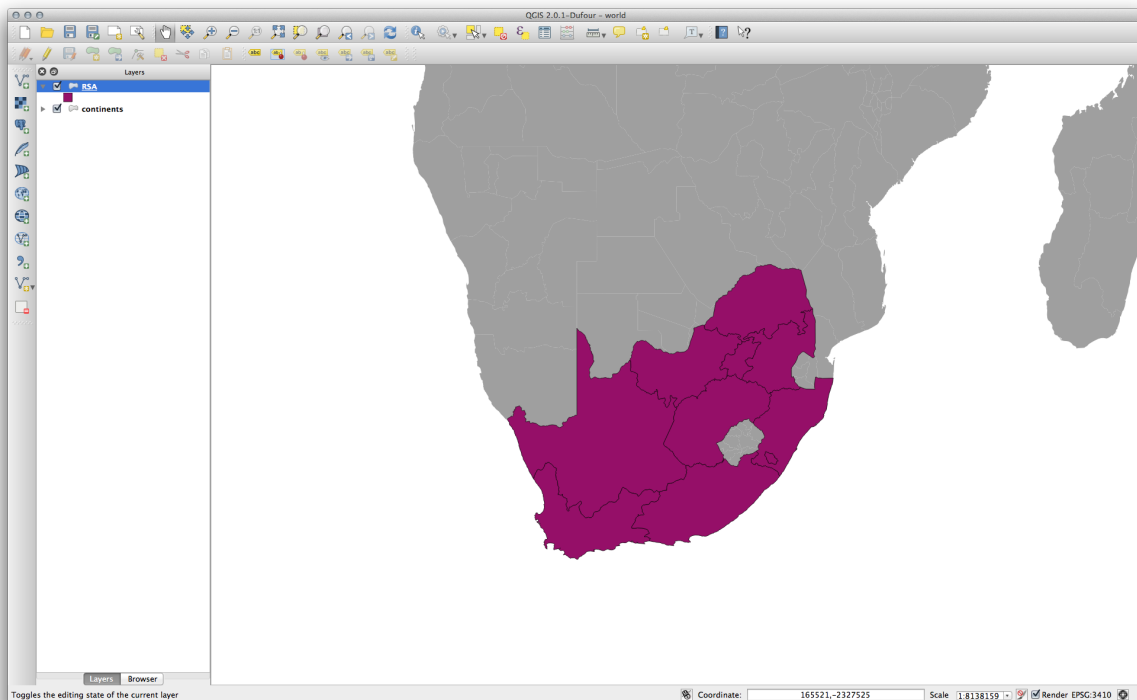 QGIS 2.0.1-Dufour - world
Layers
RSA
continents
Layers Browser
Toggles the editing state of the current layer
Coordinate: 165521,-2327525 Scale 1:8138159 Render EPSG:3410